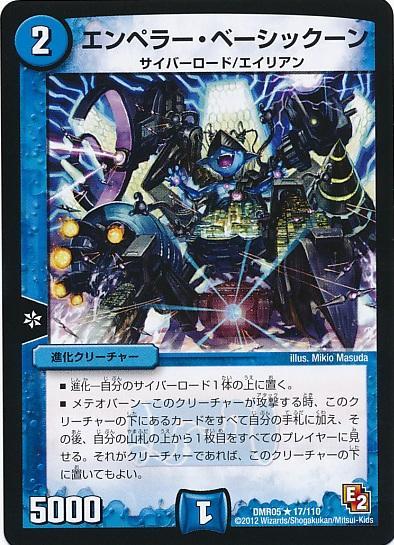 2
エンペラー・ベーシックーン
サイバーロード/エイリアン
進化クリーチャー
illus. Mikio Masuda
■ 進化―自分のサイバーロード1体の上に置く。
■ メテオバーン―このクリーチャーが攻撃する時、このク
リーチャーの下にあるカードをすべて自分の手札に加え、そ
の後、自分の山札の上から1枚目をすべてのプレイヤーに見
せる。それがクリーチャーであれば、このクリーチャーの下
に置いてもよい。
5000
1
E2
DMR05★17/110
©2012 Wizards/Shogakukan/Mitsui-Kids